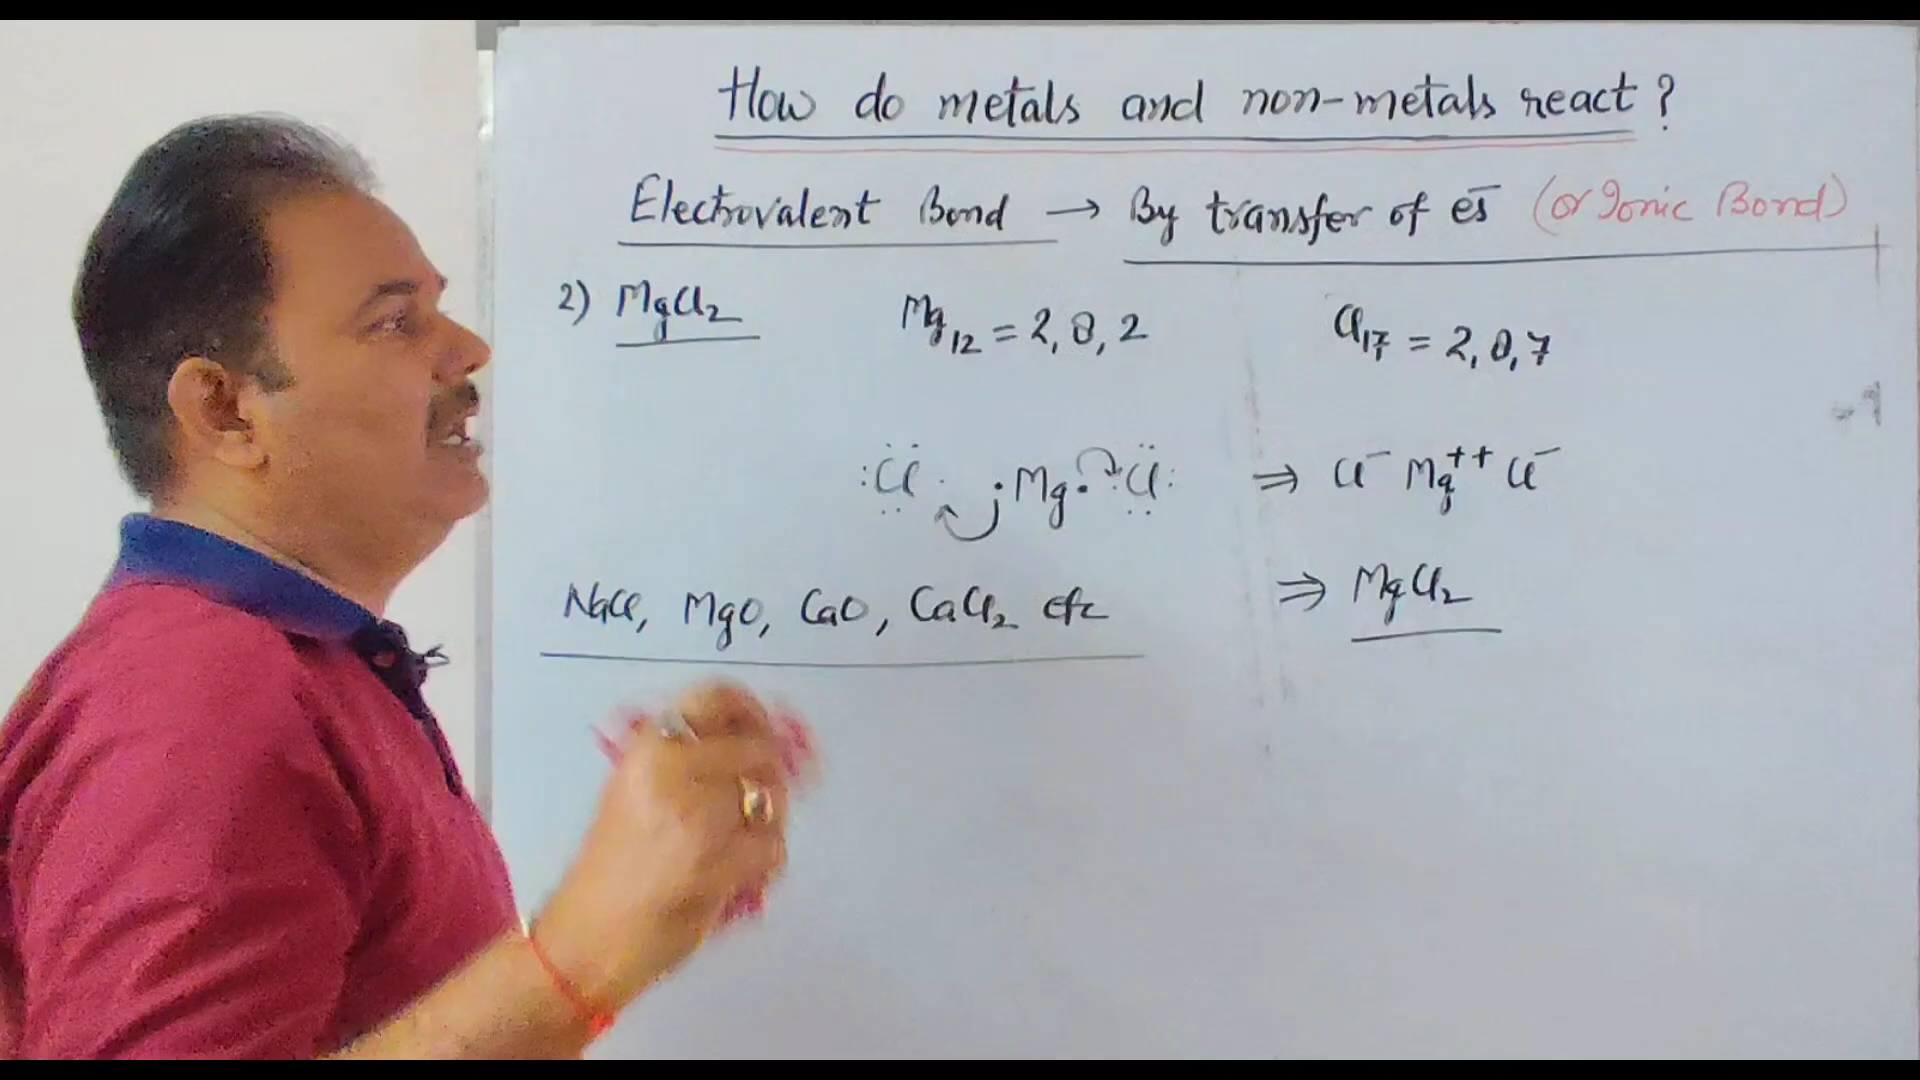 How do metals and non-metals react?
Electrovalent Bond → By transfer of es̄ (or Ionic Bond)
2) MgCl₂ Mg₁₂ = 2, 8, 2 Cl₁₇ = 2, 8, 7
:Cl · ·Mg· :Cl: ⇒ Cl⁻ Mg⁺⁺ Cl⁻
NaCl, MgO, CaO, CaCl₂ etc ⇒ MgCl₂